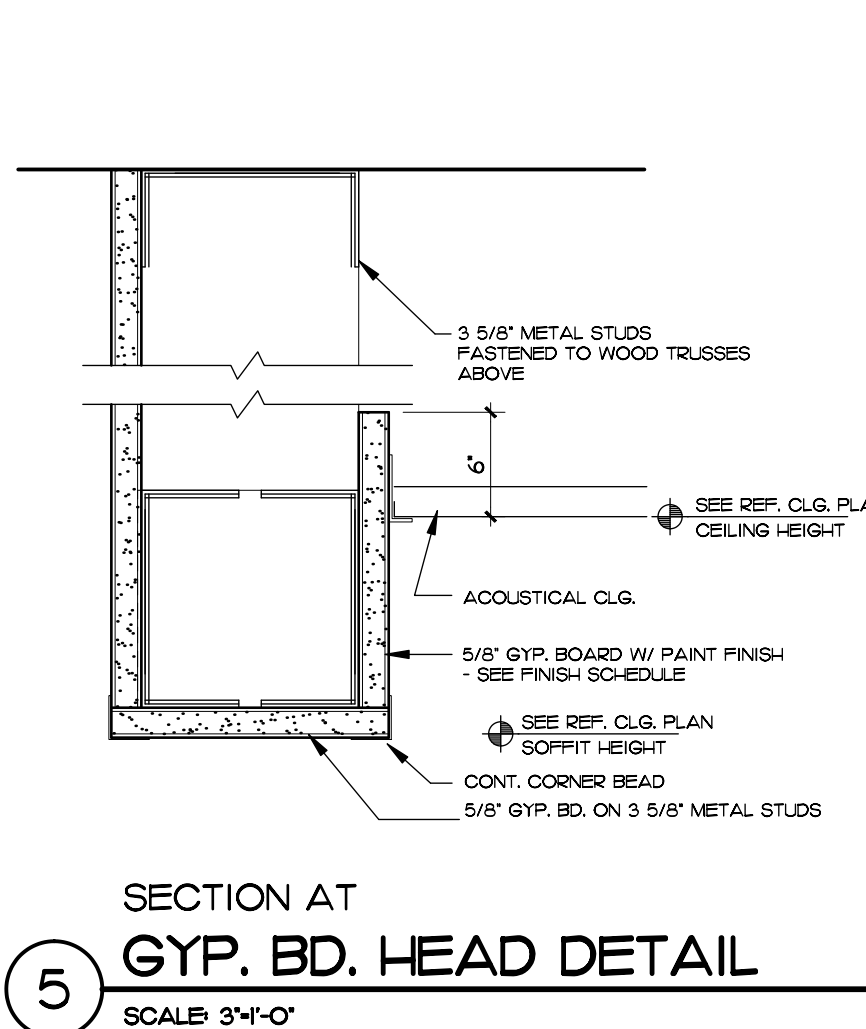 3 5/8" METAL STUDS
FASTENED TO WOOD TRUSSES
ABOVE
6"
SEE REF. CLG. PLA
CEILING HEIGHT
ACOUSTICAL CLG.
5/8" GYP. BOARD W/ PAINT FINISH
- SEE FINISH SCHEDULE
SEE REF. CLG. PLAN
SOFFIT HEIGHT
CONT. CORNER BEAD
5/8" GYP. BD. ON 3 5/8" METAL STUDS
SECTION AT
GYP. BD. HEAD DETAIL
5
SCALE: 3"=1'-0"